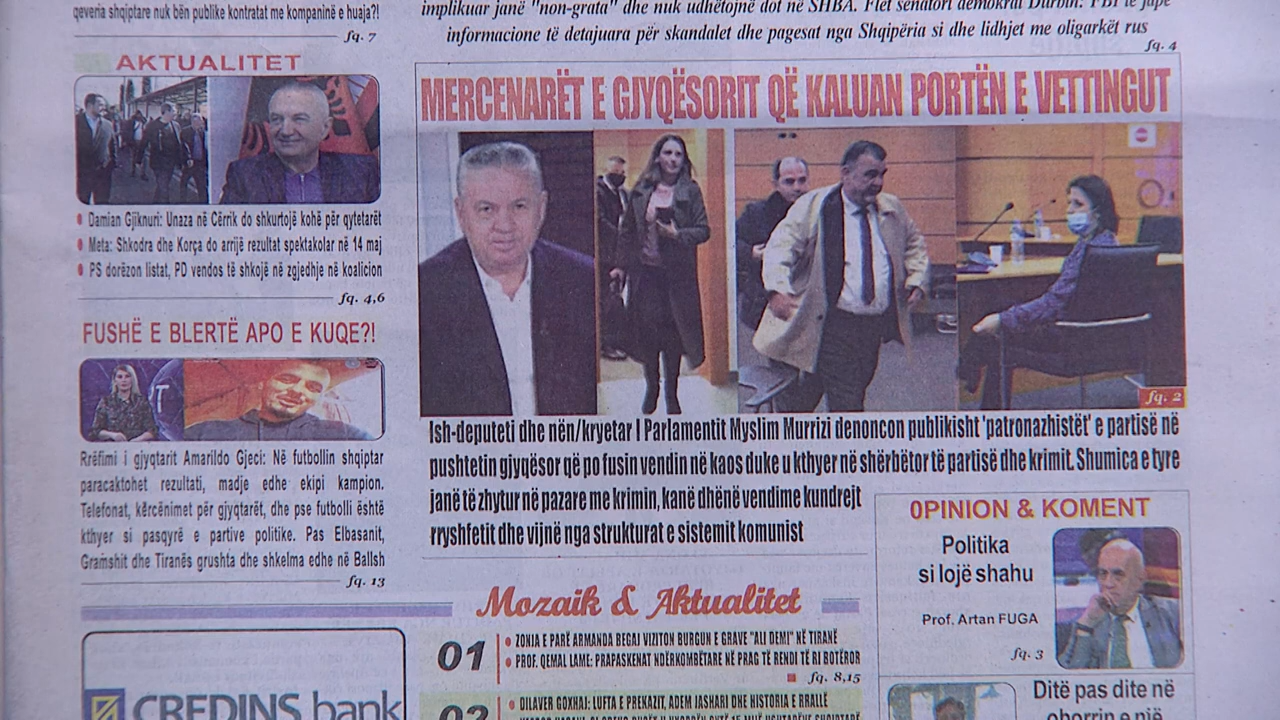 qeveria shqiptare nuk bën publike kontratat me kompaninë e huaja?!
fq. 7
AKTUALITET
• Damian Gjiknuri: Unaza në Cërrik do shkurtojë kohë për qytetarët
• Meta: Shkodra dhe Korça do arrijë rezultat spektakolar në 14 maj
• PS dorëzon listat, PD vendos të shkojë në zgjedhje në koalicion
fq. 4,6
FUSHË E BLERTË APO E KUQE?!
Rrëfimi i gjyqtarit Amarildo Gjeci: Në futbollin shqiptar
paracaktohet rezultati, madje edhe ekipi kampion.
Telefonat, kërcënimet për gjyqtarët, dhe pse futbolli është
kthyer si pasqyrë e partive politike. Pas Elbasanit,
Gramshit dhe Tiranës grushta dhe shkelma edhe në Ballsh
fq. 13
CREDINS bank
implikuar janë "non-grata" dhe nuk udhëtojnë dot në SHBA. Flet senatori demokrat Durbin: FBI të japë
informacione të detajuara për skandalet dhe pagesat nga Shqipëria si dhe lidhjet me oligarkët rus
fq. 4
MERCENARËT E GJYQËSORIT QË KALUAN PORTËN E VETTINGUT
fq. 2
Ish-deputeti dhe nën/kryetar I Parlamentit Myslim Murrizi denoncon publikisht 'patronazhistët' e partisë në
pushtetin gjyqësor që po fusin vendin në kaos duke u kthyer në shërbëtor të partisë dhe krimit. Shumica e tyre
janë të zhytur në pazare me krimin, kanë dhënë vendime kundrejt
rryshfetit dhe vijnë nga strukturat e sistemit komunist
Mozaik & Aktualitet
01
• ZONJA E PARË ARMANDA BEGAJ VIZITON BURGUN E GRAVE "ALI DEMI" NË TIRANË
• PROF. QEMAL LAME: PRAPASKENAT NDËRKOMBËTARE NË PRAG TË RENDI TË RI BOTËROR
fq. 8,15
02
• DILAVER GOXHAI: LUFTA E PREKAZIT, ADEM JASHARI DHE HISTORIA E RRALLË
OPINION & KOMENT
Politika
si lojë shahu
Prof. Artan FUGA
fq. 3
Ditë pas dite në
oborrin e një